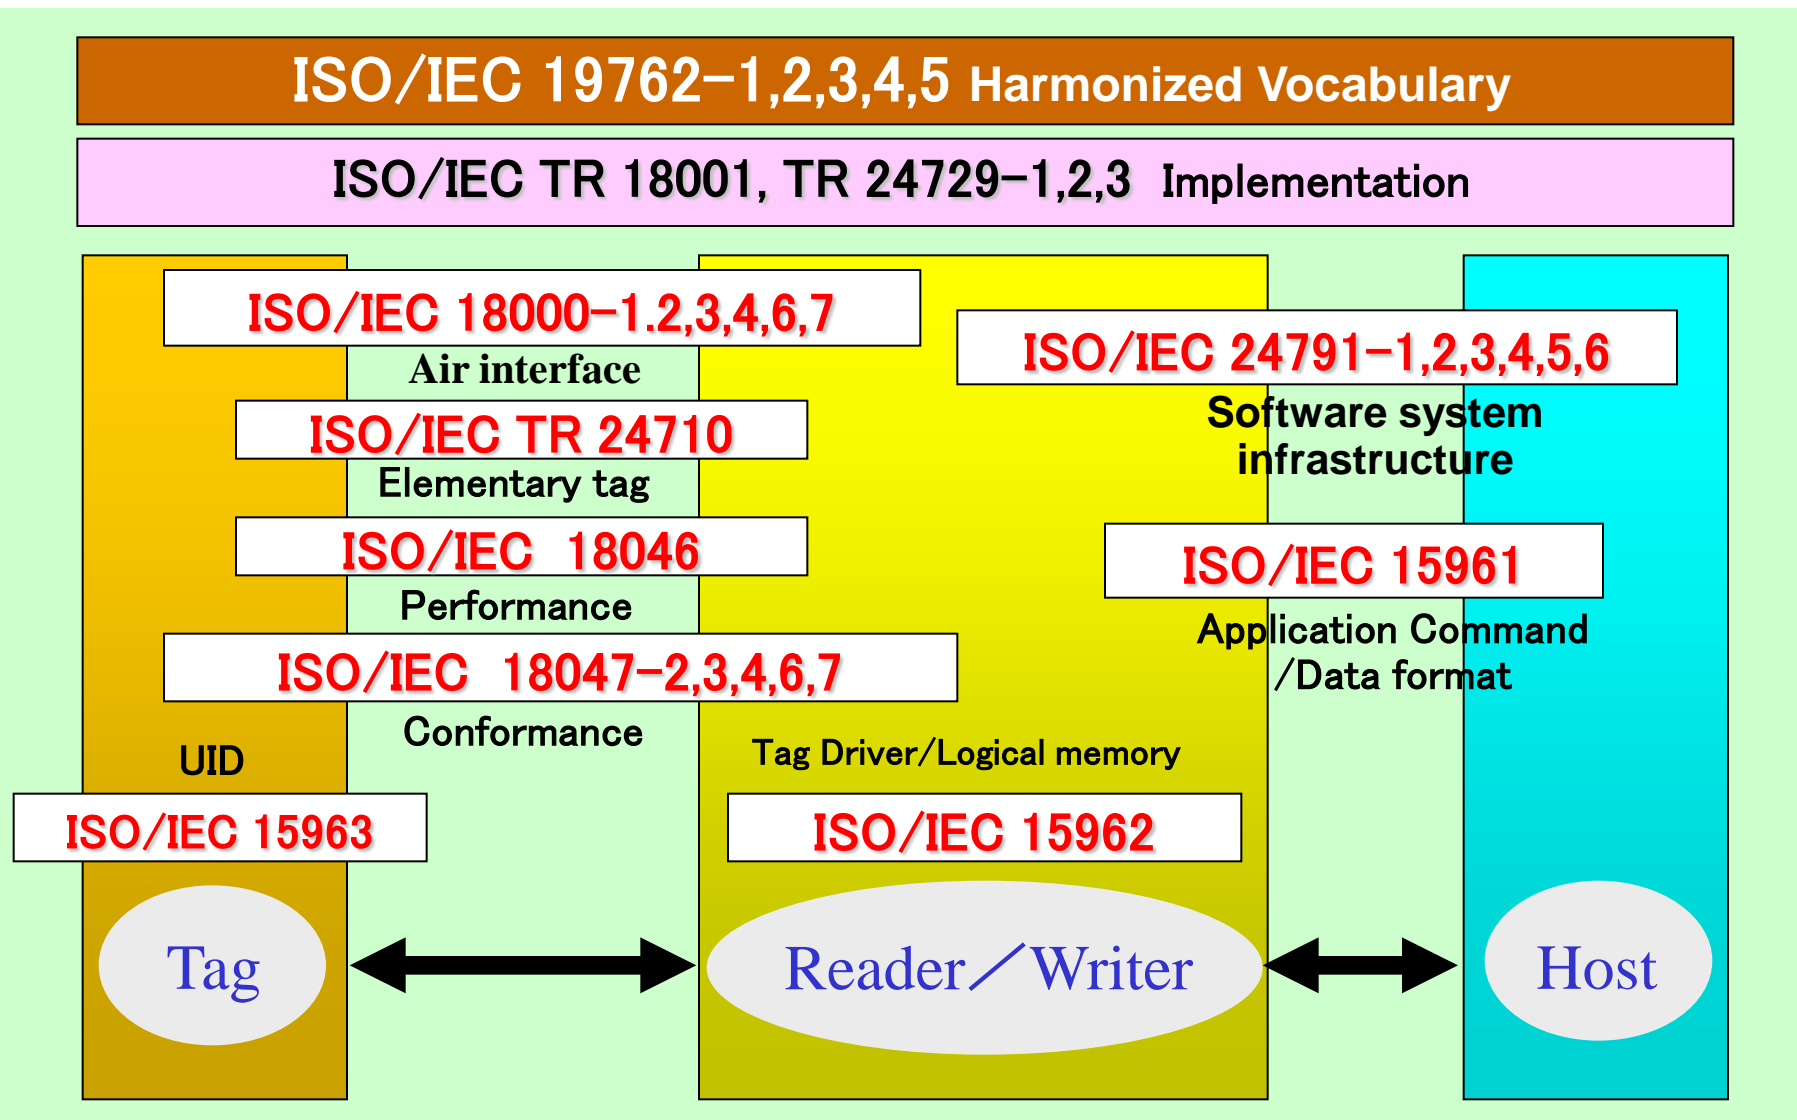 ISO/IEC 19762-1,2,3,4,5 Harmonized Vocabulary
ISO/IEC TR 18001, TR 24729-1,2,3 Implementation
ISO/IEC 18000-1.2,3,4,6,7
Air interface
ISO/IEC TR 24710
Elementary tag
ISO/IEC 18046
Performance
ISO/IEC 18047-2,3,4,6,7
Conformance
ISO/IEC 24791-1,2,3,4,5,6
Software system
infrastructure
ISO/IEC 15961
Application Command
/Data format
UID
ISO/IEC 15963
Tag Driver/Logical memory
ISO/IEC 15962
Tag
Reader／Writer
Host